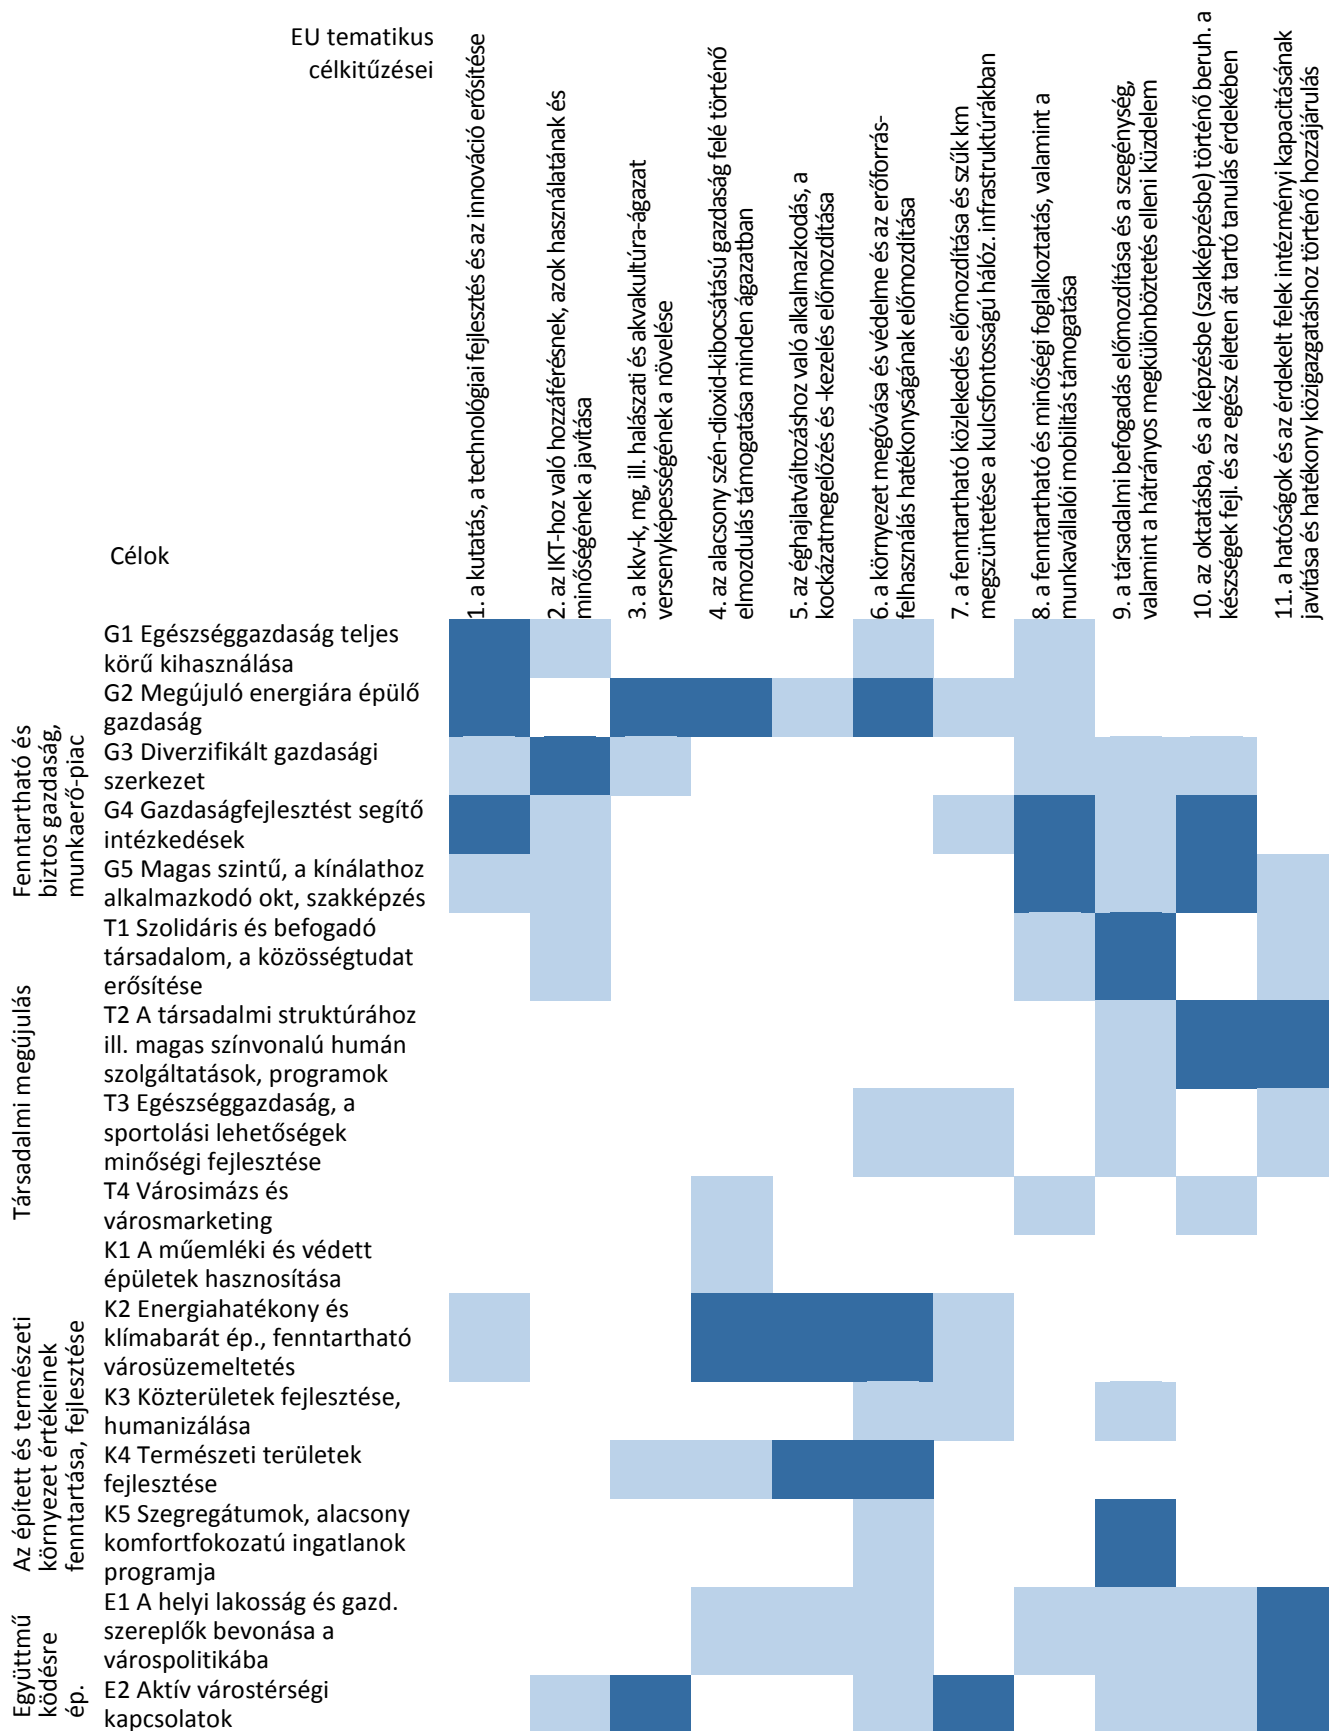 EU tematikus
célkitűzései
1. a kutatás, a technológiai fejlesztés és az innováció erősítése
2. az IKT-hoz való hozzáférésnek, azok használatának és
minőségének a javítása
3. a kkv-k, mg, ill. halászati és akvakultúra-ágazat
versenyképességének a növelése
4. az alacsony szén-dioxid-kibocsátású gazdaság felé történő
elmozdulás támogatása minden ágazatban
5. az éghajlatváltozáshoz való alkalmazkodás, a
kockázatmegelőzés és -kezelés előmozdítása
6. a környezet megóvása és védelme és az erőforrás-
felhasználás hatékonyságának előmozdítása
7. a fenntartható közlekedés előmozdítása és szűk km
megszüntetése a kulcsfontosságú hálóz. infrastruktúrákban
8. a fenntartható és minőségi foglalkoztatás, valamint a
munkavállalói mobilitás támogatása
9. a társadalmi befogadás előmozdítása és a szegénység,
valamint a hátrányos megkülönböztetés elleni küzdelem
10. az oktatásba, és a képzésbe (szakképzésbe) történő beruh. a
készségek fejl. és az egész életen át tartó tanulás érdekében
11. a hatóságok és az érdekelt felek intézményi kapacitásának
javítása és hatékony közigazgatáshoz történő hozzájárulás
Célok
Fenntartható és
biztos gazdaság,
munkaerő-piac
G1 Egészséggazdaság teljes
körű kihasználása
G2 Megújuló energiára épülő
gazdaság
G3 Diverzifikált gazdasági
szerkezet
G4 Gazdaságfejlesztést segítő
intézkedések
G5 Magas szintű, a kínálathoz
alkalmazkodó okt, szakképzés
Társadalmi megújulás
T1 Szolidáris és befogadó
társadalom, a közösségtudat
erősítése
T2 A társadalmi struktúrához
ill. magas színvonalú humán
szolgáltatások, programok
T3 Egészséggazdaság, a
sportolási lehetőségek
minőségi fejlesztése
T4 Városimázs és
városmarketing
Az épített és természeti
környezet értékeinek
fenntartása, fejlesztése
K1 A műemléki és védett
épületek hasznosítása
K2 Energiahatékony és
klímabarát ép., fenntartható
városüzemeltetés
K3 Közterületek fejlesztése,
humanizálása
K4 Természeti területek
fejlesztése
K5 Szegregátumok, alacsony
komfortfokozatú ingatlanok
programja
Együttmű
ködésre
ép.
E1 A helyi lakosság és gazd.
szereplők bevonása a
várospolitikába
E2 Aktív várostérségi
kapcsolatok